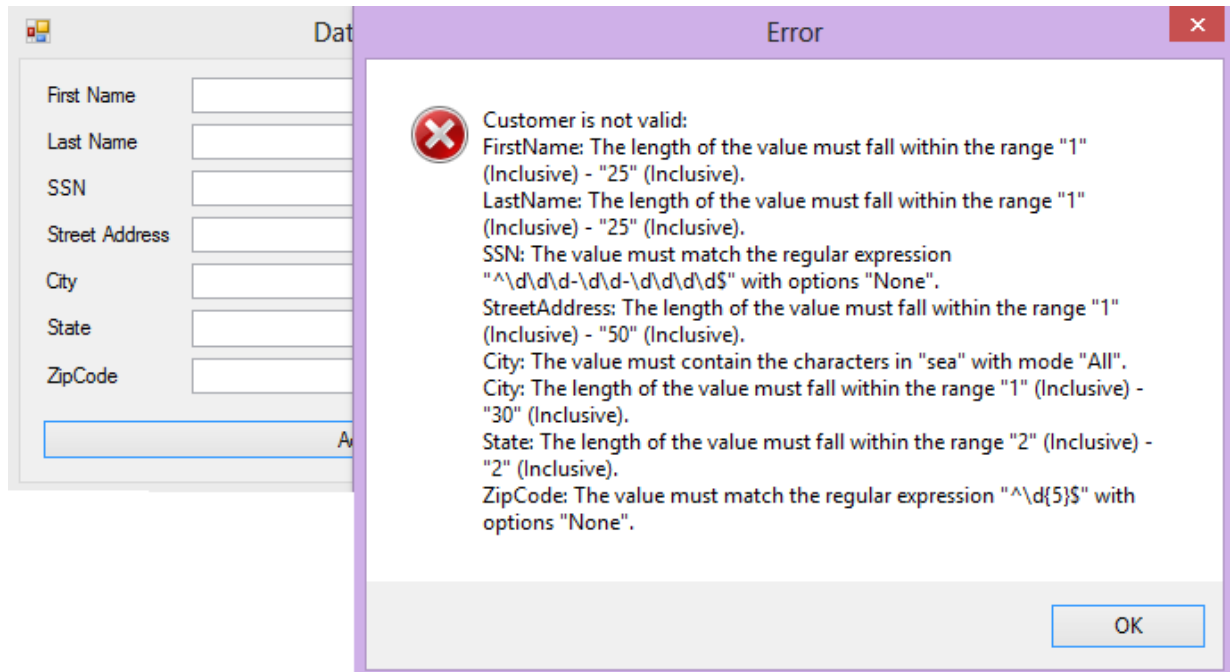 Dat
Error
First Name
Last Name
SSN
Street Address
City
State
ZipCode
A
Customer is not valid:
FirstName: The length of the value must fall within the range "1"
(Inclusive) - "25" (Inclusive).
LastName: The length of the value must fall within the range "1"
(Inclusive) - "25" (Inclusive).
SSN: The value must match the regular expression
"^\d\d\d-\d\d-\d\d\d\d$" with options "None".
StreetAddress: The length of the value must fall within the range "1"
(Inclusive) - "50" (Inclusive).
City: The value must contain the characters in "sea" with mode "All".
City: The length of the value must fall within the range "1" (Inclusive) -
"30" (Inclusive).
State: The length of the value must fall within the range "2" (Inclusive) -
"2" (Inclusive).
ZipCode: The value must match the regular expression "^\d{5}$" with
options "None".
OK